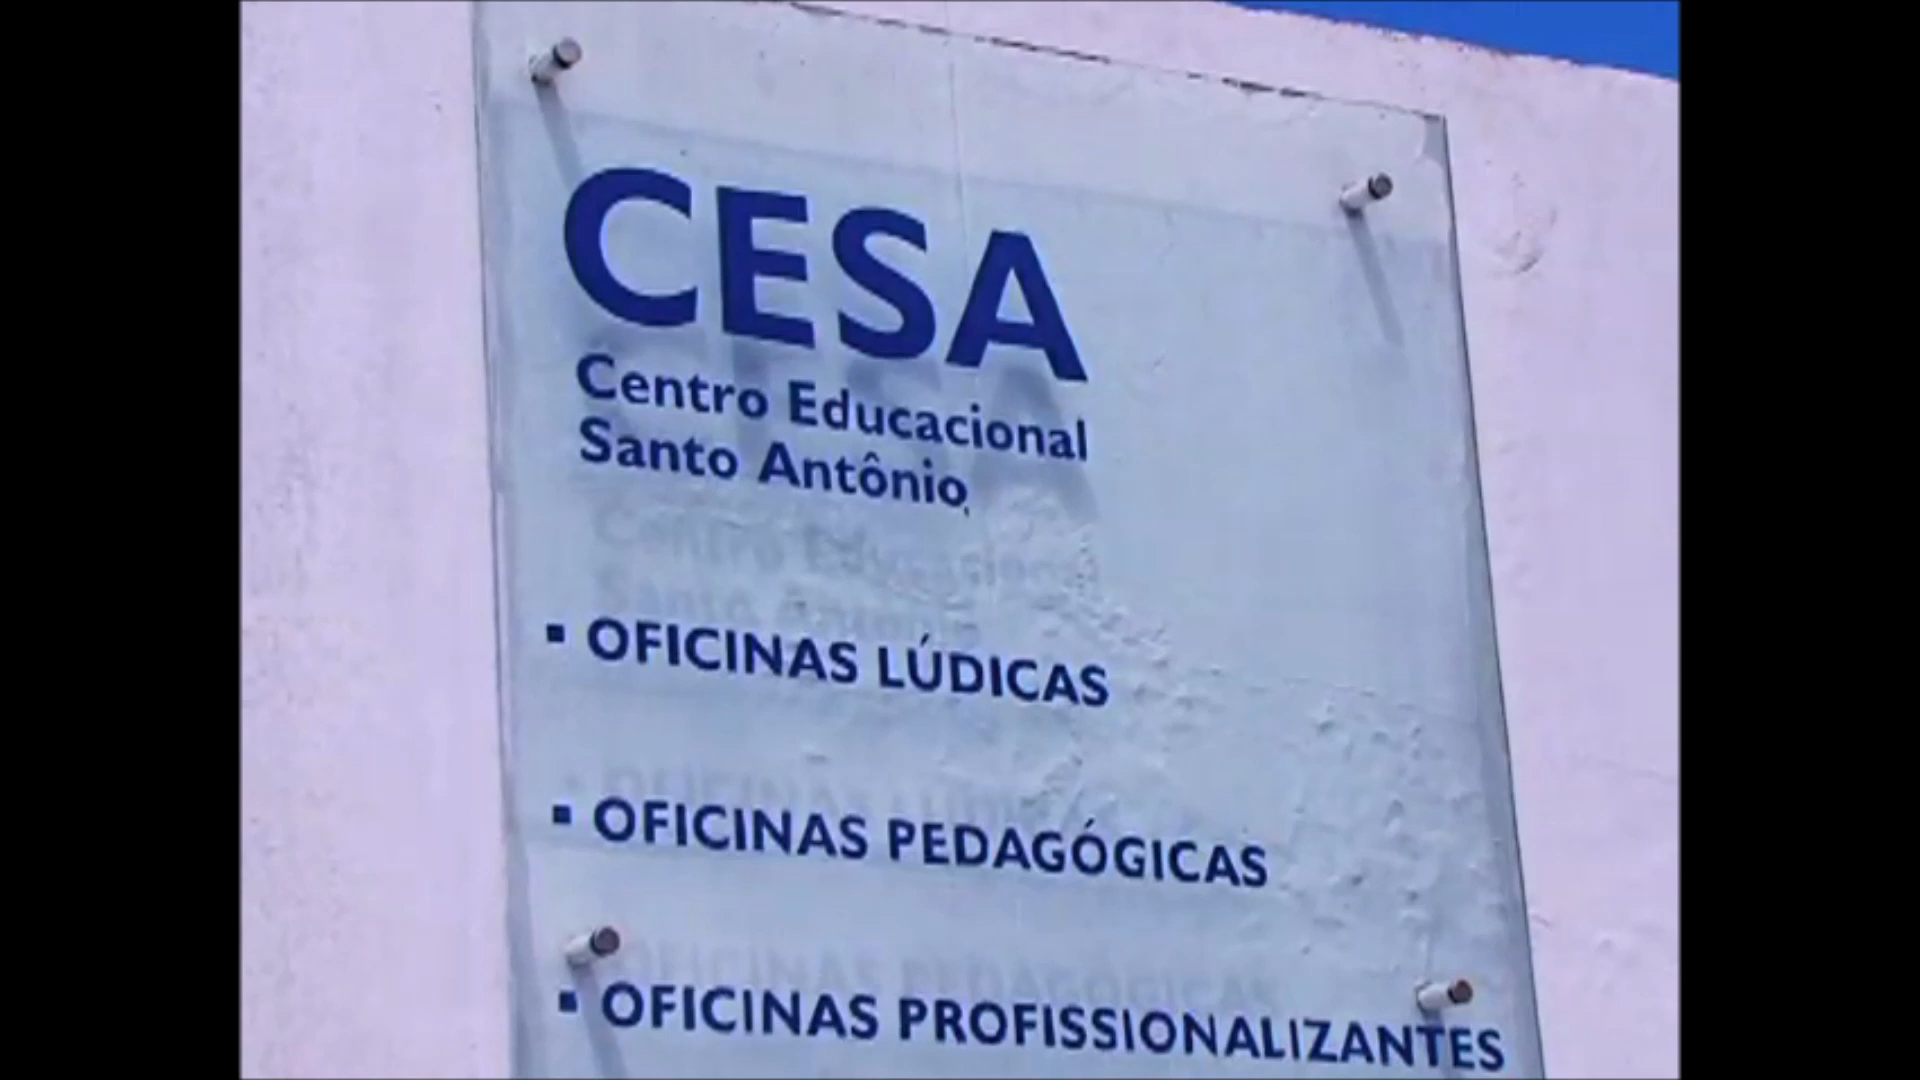 CESA
Centro Educacional
Santo Antônio
▪ OFICINAS LÚDICAS
▪ OFICINAS PEDAGÓGICAS
▪ OFICINAS PROFISSIONALIZANTES